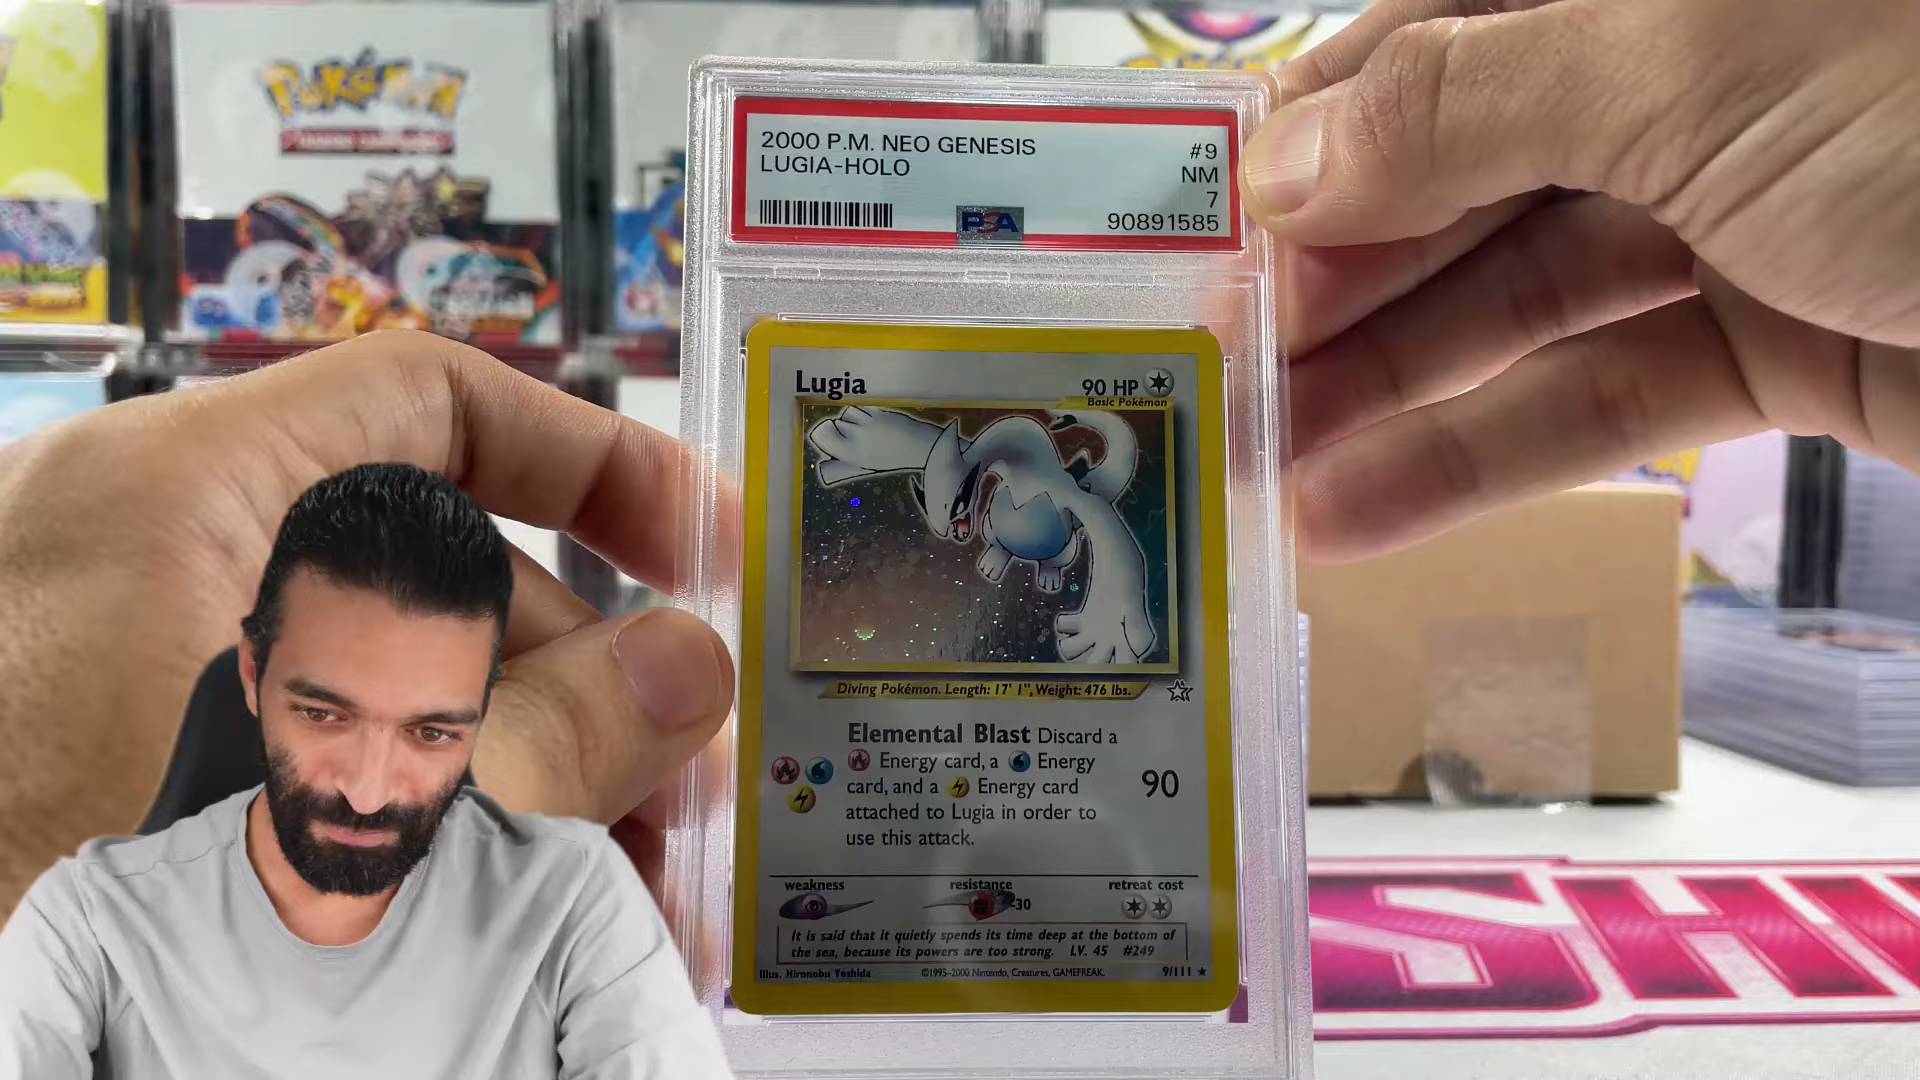 Pokémon
2000 P.M. NEO GENESIS #9
LUGIA-HOLO NM
7
PSA 90891585
Lugia 90 HP
Basic Pokémon
Diving Pokémon. Length: 17' 1", Weight: 476 lbs.
Elemental Blast Discard a
Energy card, a Energy
card, and a Energy card
attached to Lugia in order to
use this attack.
90
weakness resistance retreat cost
-30
It is said that it quietly spends its time deep at the bottom of
the sea, because its powers are too strong. LV. 45 #249
Illus. Hironobu Yoshida ©1995-2000 Nintendo, Creatures, GAMEFREAK. 9/111 ★